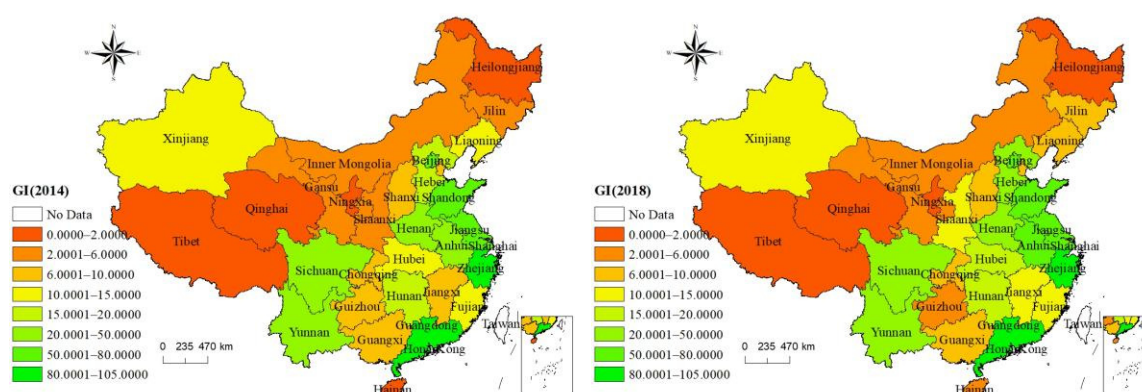 N
W
E
S
Heilongjiang
Jilin
Liaoning
Xinjiang
Beijing
Inner Mongolia
Hebei
Gansu
Shanxi
Shandong
Ningxia
Qinghai
Shaanxi
Henan
Jiangsu
Tibet
Anhui
Shanghai
Hubei
Sichuan
Chongqing
Zhejiang
Hunan
Jiangxi
Guizhou
Fujian
Yunnan
Guangdong
Taiwan
Guangxi
Hong Kong
Hainan
GI(2014)
No Data
0.0000–2.0000
2.0001–6.0000
6.0001–10.0000
10.0001–15.0000
15.0001–20.0000
20.0001–50.0000
50.0001–80.0000
80.0001–105.0000
0 235 470 km
N
W
E
S
Heilongjiang
Jilin
Liaoning
Xinjiang
Beijing
Inner Mongolia
Hebei
Gansu
Shanxi
Shandong
Ningxia
Qinghai
Shaanxi
Henan
Jiangsu
Tibet
Anhui
Shanghai
Hubei
Sichuan
Chongqing
Zhejiang
Hunan
Jiangxi
Guizhou
Fujian
Yunnan
Guangdong
Taiwan
Guangxi
Hong Kong
Hainan
GI(2018)
No Data
0.0000–2.0000
2.0001–6.0000
6.0001–10.0000
10.0001–15.0000
15.0001–20.0000
20.0001–50.0000
50.0001–80.0000
80.0001–105.0000
0 235 470 km